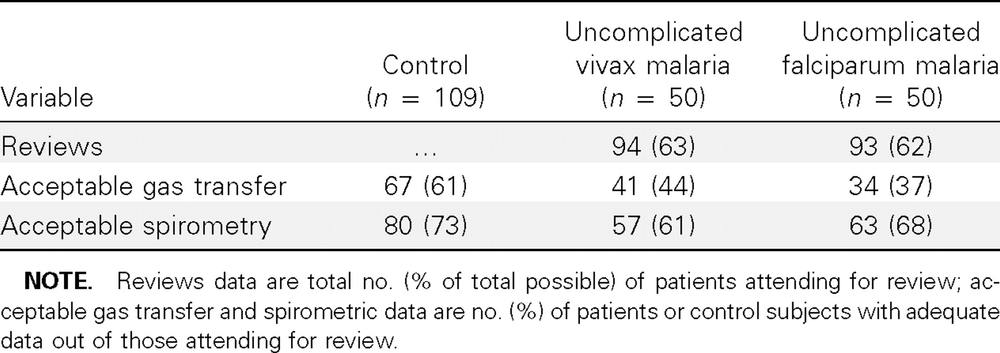 Variable Control (n = 109) Uncomplicated vivax malaria (n = 50) Uncomplicated falciparum malaria (n = 50)
Reviews ... 94 (63) 93 (62)
Acceptable gas transfer 67 (61) 41 (44) 34 (37)
Acceptable spirometry 80 (73) 57 (61) 63 (68)
NOTE. Reviews data are total no. (% of total possible) of patients attending for review; ac-
ceptable gas transfer and spirometric data are no. (%) of patients or control subjects with adequate
data out of those attending for review.